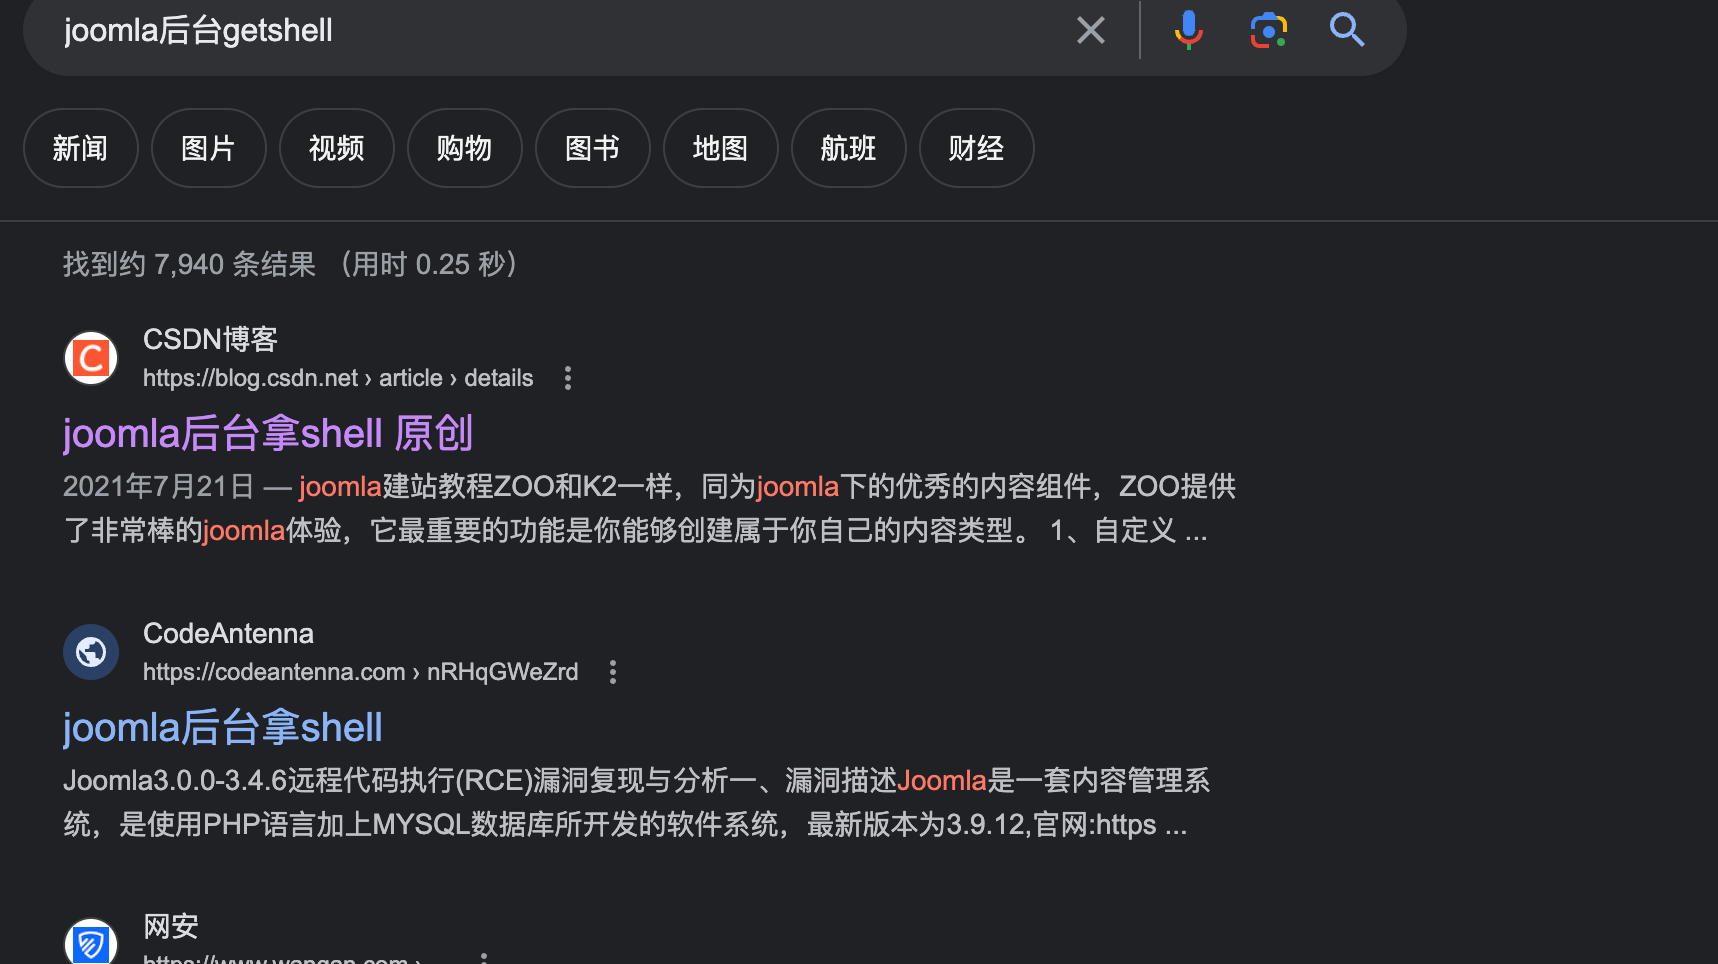 joomla后台getshell
新闻 图片 视频 购物 图书 地图 航班 财经
找到约 7,940 条结果 （用时 0.25 秒）
CSDN博客
https://blog.csdn.net › article › details
joomla后台拿shell 原创
2021年7月21日 — joomla建站教程ZOO和K2一样，同为joomla下的优秀的内容组件，ZOO提供
了非常棒的joomla体验，它最重要的功能是你能够创建属于你自己的内容类型。 1、自定义 ...
CodeAntenna
https://codeantenna.com › nRHqGWeZrd
joomla后台拿shell
Joomla3.0.0-3.4.6远程代码执行(RCE)漏洞复现与分析一、漏洞描述Joomla是一套内容管理系
统，是使用PHP语言加上MYSQL数据库所开发的软件系统，最新版本为3.9.12,官网:https ...
网安
https://www.wangan.com ›